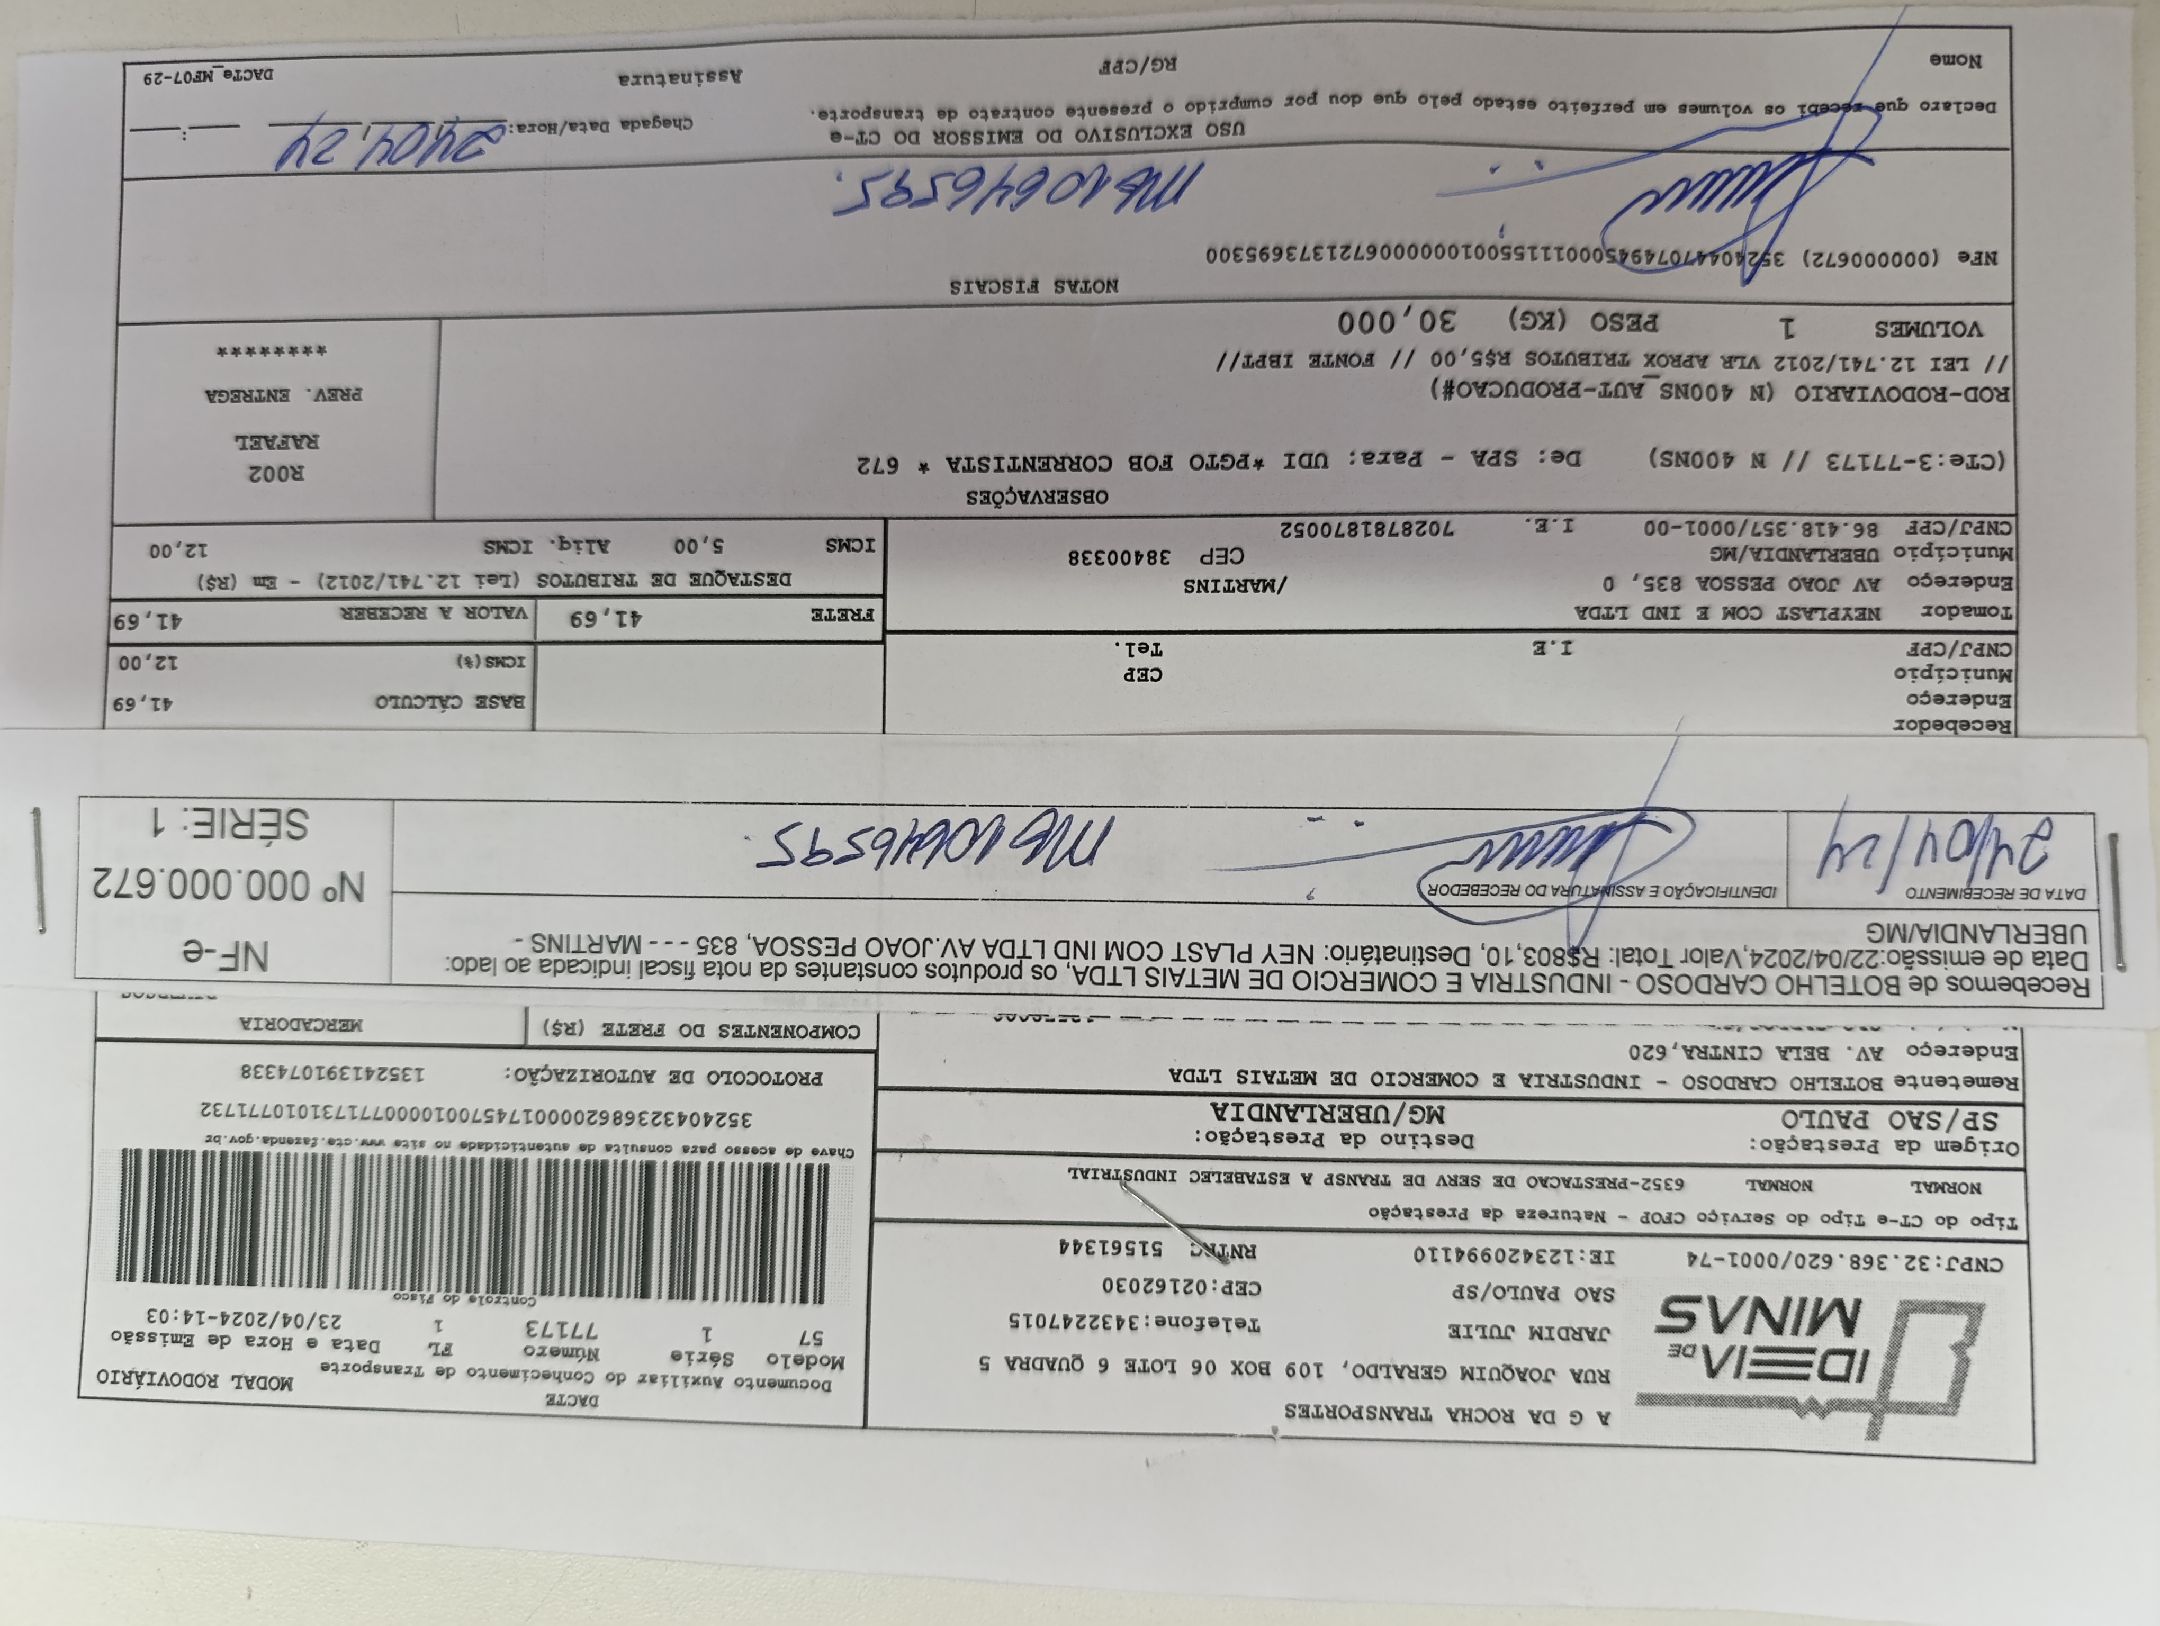 IDEIA DE MINAS
A G DA ROCHA TRANSPORTES
RUA JOAQUIM GERALDO, 109 BOX 06 LOTE 6 QUADRA 5
JARDIM JULIE Telefone:3432247015
SAO PAULO/SP CEP:02162030
CNPJ:32.368.620/0001-74 IE:123420994110 RNTRC 51561344
DACTE
Documento Auxiliar do Conhecimento de Transporte
MODAL RODOVIÁRIO
Modelo Série Número FL Data e Hora de Emissão
57 1 77173 1 23/04/2024-14:03
Controle do Fisco
Chave de acesso para consulta de autenticidade no site www.cte.fazenda.gov.br
35240432368620000174570010000771731010771732
PROTOCOLO DE AUTORIZAÇÃO: 135241391074338
Tipo do CT-e Tipo do Serviço CFOP - Natureza da Prestação
NORMAL NORMAL 6352-PRESTACAO DE SERV DE TRANSP A ESTABELEC INDUSTRIAL
Origem da Prestação: Destino da Prestação:
SP/SAO PAULO MG/UBERLANDIA
Remetente BOTELHO CARDOSO - INDUSTRIA E COMERCIO DE METAIS LTDA
Endereço AV. BELA CINTRA,620
COMPONENTES DO FRETE (R$) MERCADORIA
Recebemos de BOTELHO CARDOSO - INDUSTRIA E COMERCIO DE METAIS LTDA, os produtos constantes da nota fiscal indicada ao lado:
Data de emissão:22/04/2024,Valor Total: R$803,10, Destinatário: NEY PLAST COM IND LTDA AV.JOAO PESSOA, 835 - - - MARTINS -
UBERLANDIA/MG
DATA DE RECEBIMENTO
24/04/24
IDENTIFICAÇÃO E ASSINATURA DO RECEBEDOR
MG10646595
NF-e
Nº 000.000.672
SÉRIE: 1
Recebedor
Endereço
Município CEP
CNPJ/CPF I.E Tel.
BASE CÁLCULO 41,69
ICMS(%) 12,00
Tomador NEYPLAST COM E IND LTDA
Endereço AV JOAO PESSOA 835, 0 /MARTINS
Município UBERLANDIA/MG CEP 38400338
CNPJ/CPF 86.418.357/0001-00 I.E. 7028781870052
FRETE 41,69 VALOR A RECEBER 41,69
DESTAQUE DE TRIBUTOS (Lei 12.741/2012) - Em (R$)
ICMS 5,00 Aliq. ICMS 12,00
OBSERVAÇÕES
(CTe:3-77173 // N 400NS) De: SPA - Para: UDI *PGTO FOB CORRENTISTA * 672
ROD-RODOVIARIO (N 400NS_AUT-PRODUCAO#)
// LEI 12.741/2012 VLR APROX TRIBUTOS R$5,00 // FONTE IBPT//
VOLUMES 1 PESO (KG) 30,000
R002
RAFAEL
PREV. ENTREGA
*********
NOTAS FISCAIS
NFe (000000672) 35240447074945000111550010000006721373695300
MG10646595.
USO EXCLUSIVO DO EMISSOR DO CT-e
Declaro que recebi os volumes em perfeito estado pelo que dou por cumprido o presente contrato de transporte.
Chegada Data/Hora: 24/04/24 __:__
Nome RG/CPF Assinatura
DACTe_MF07-29